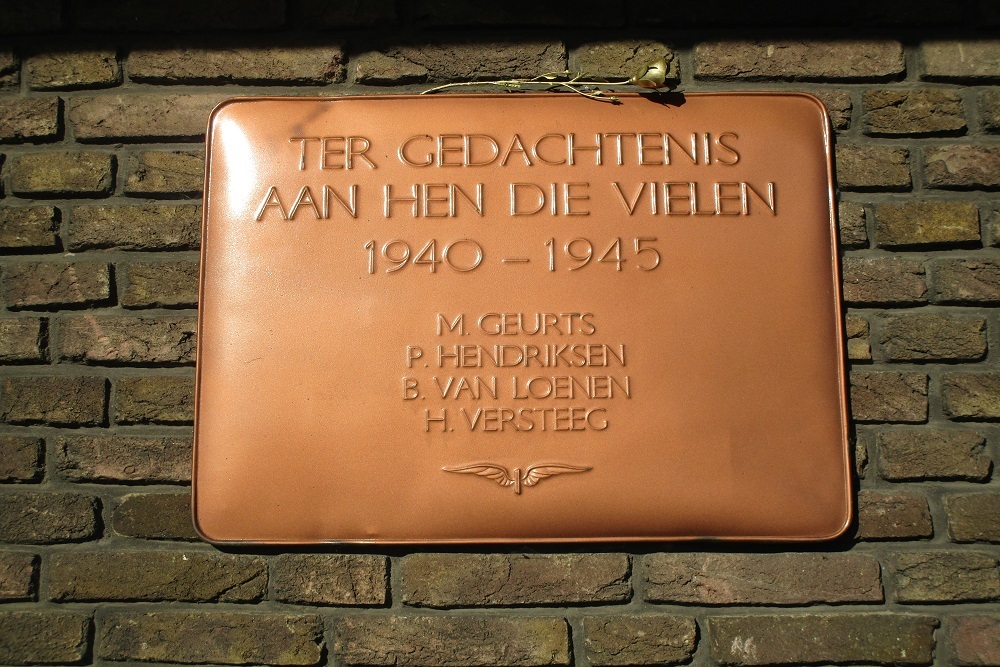 TER GEDACHTENIS
AAN HEN DIE VIELEN
1940 - 1945
M. GEURTS
P. HENDRIKSEN
B. VAN LOENEN
H. VERSTEEG